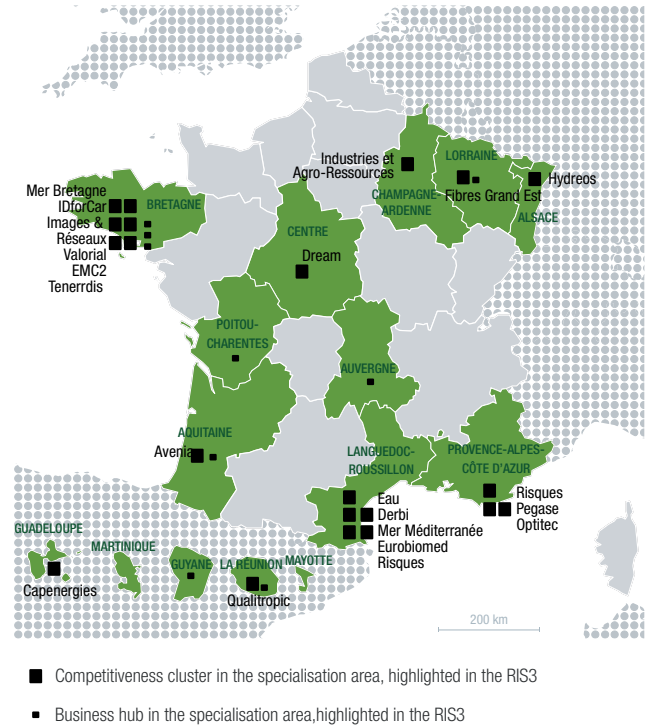 Industries et
Agro-Ressources
LORRAINE
Hydreos
Fibres Grand Est
CHAMPAGNE-
ARDENNE
ALSACE
Mer Bretagne
IDforCar
Images &
Réseaux
Valorial
EMC2
Tenerrdis
BRETAGNE
CENTRE
Dream
POITOU-
CHARENTES
AUVERGNE
AQUITAINE
Avenia
LANGUEDOC-
ROUSSILLON
PROVENCE-ALPES-
CÔTE D'AZUR
Eau
Derbi
Mer Méditerranée
Eurobiomed
Risques
Risques
Pegase
Optitec
GUADELOUPE
MARTINIQUE
GUYANE
LA RÉUNION
MAYOTTE
Capenergies
Qualitropic
200 km
Competitiveness cluster in the specialisation area, highlighted in the RIS3
Business hub in the specialisation area,highlighted in the RIS3